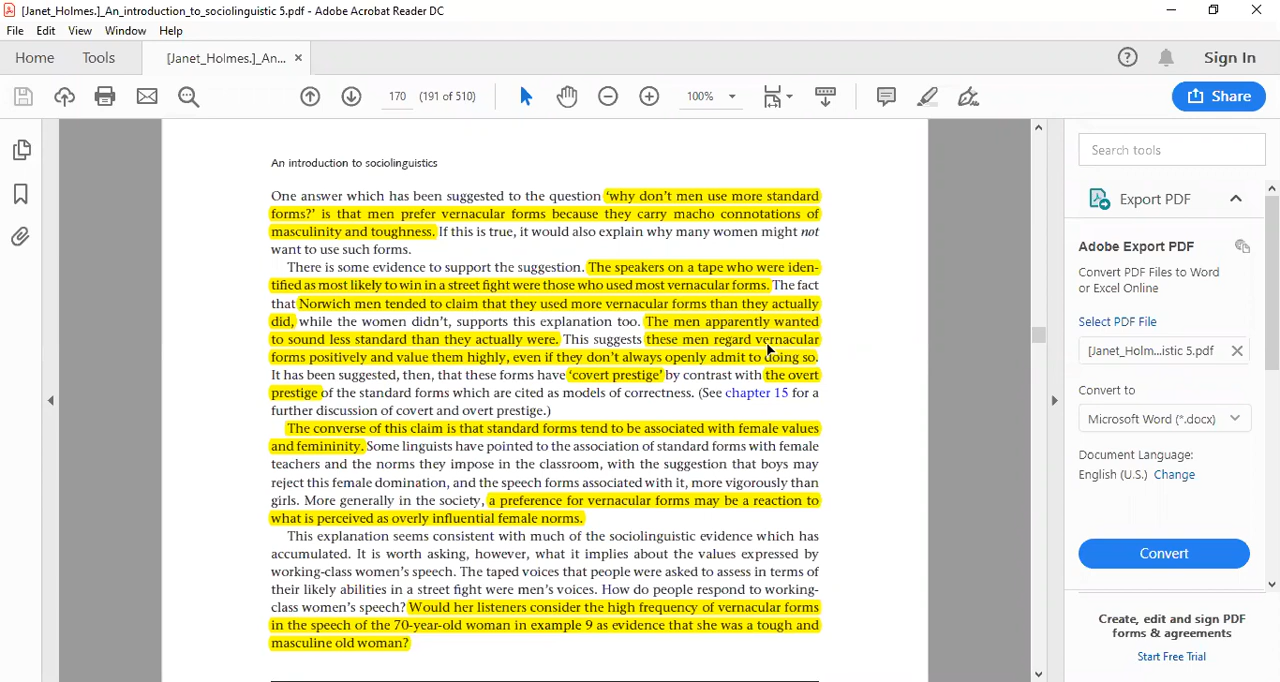 [Janet_Holmes.]_An_introduction_to_sociolinguistic 5.pdf - Adobe Acrobat Reader DC
File Edit View Window Help
Home Tools [Janet_Holmes.]_An... × Sign In
170 (191 of 510) 100% Share
An introduction to sociolinguistics
One answer which has been suggested to the question ‘why don’t men use more standard
forms?’ is that men prefer vernacular forms because they carry macho connotations of
masculinity and toughness. If this is true, it would also explain why many women might not
want to use such forms.
There is some evidence to support the suggestion. The speakers on a tape who were iden-
tified as most likely to win in a street fight were those who used most vernacular forms. The fact
that Norwich men tended to claim that they used more vernacular forms than they actually
did, while the women didn’t, supports this explanation too. The men apparently wanted
to sound less standard than they actually were. This suggests these men regard vernacular
forms positively and value them highly, even if they don’t always openly admit to doing so.
It has been suggested, then, that these forms have ‘covert prestige’ by contrast with the overt
prestige of the standard forms which are cited as models of correctness. (See chapter 15 for a
further discussion of covert and overt prestige.)
The converse of this claim is that standard forms tend to be associated with female values
and femininity. Some linguists have pointed to the association of standard forms with female
teachers and the norms they impose in the classroom, with the suggestion that boys may
reject this female domination, and the speech forms associated with it, more vigorously than
girls. More generally in the society, a preference for vernacular forms may be a reaction to
what is perceived as overly influential female norms.
This explanation seems consistent with much of the sociolinguistic evidence which has
accumulated. It is worth asking, however, what it implies about the values expressed by
working-class women’s speech. The taped voices that people were asked to assess in terms of
their likely abilities in a street fight were men’s voices. How do people respond to working-
class women’s speech? Would her listeners consider the high frequency of vernacular forms
in the speech of the 70-year-old woman in example 9 as evidence that she was a tough and
masculine old woman?
Search tools
Export PDF
Adobe Export PDF
Convert PDF Files to Word
or Excel Online
Select PDF File
[Janet_Holm...istic 5.pdf
Convert to
Microsoft Word (*.docx)
Document Language:
English (U.S.) Change
Convert
Create, edit and sign PDF
forms & agreements
Start Free Trial